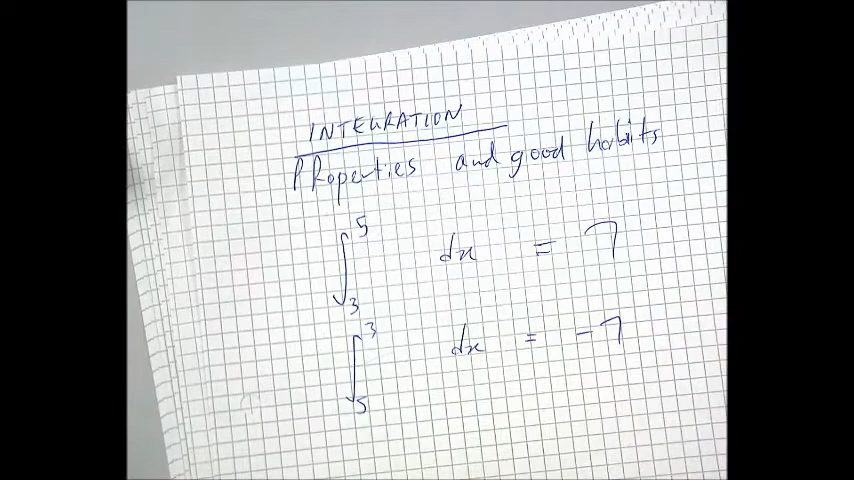 INTEGRATION
Properties and good habits
∫₃⁵ dx = 7
∫₅³ dx = -7